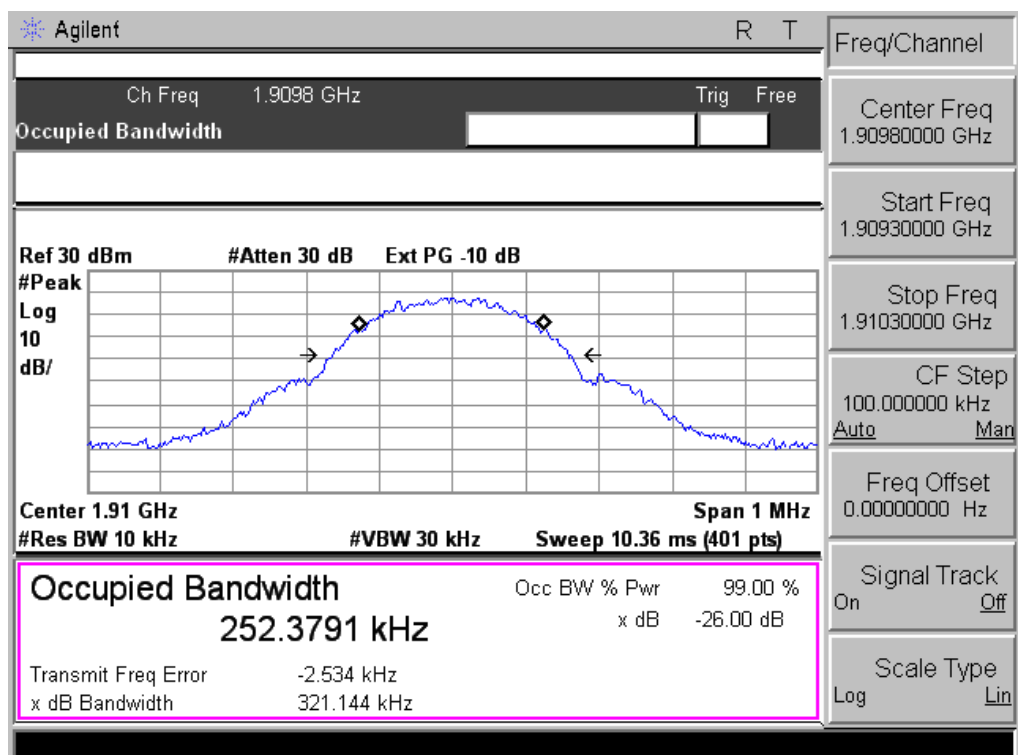 Agilent R T
Ch Freq 1.9098 GHz Trig Free
Occupied Bandwidth
Ref 30 dBm #Atten 30 dB Ext PG -10 dB
#Peak
Log
10
dB/
Center 1.91 GHz Span 1 MHz
#Res BW 10 kHz #VBW 30 kHz Sweep 10.36 ms (401 pts)
Occupied Bandwidth Occ BW % Pwr 99.00 %
252.3791 kHz x dB -26.00 dB
Transmit Freq Error -2.534 kHz
x dB Bandwidth 321.144 kHz
Freq/Channel
Center Freq
1.90980000 GHz
Start Freq
1.90930000 GHz
Stop Freq
1.91030000 GHz
CF Step
100.000000 kHz
Auto Man
Freq Offset
0.00000000 Hz
Signal Track
On Off
Scale Type
Log Lin